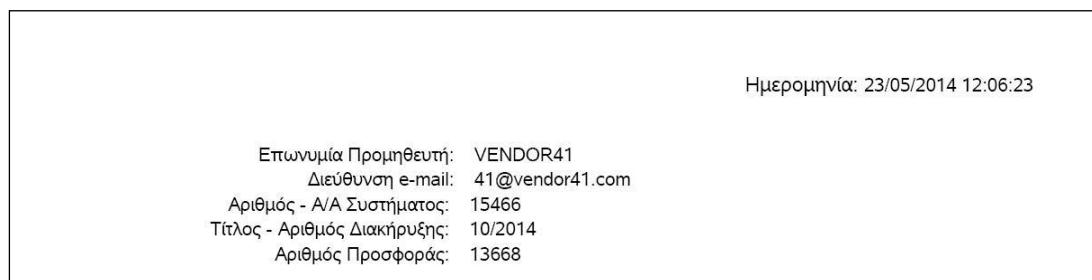 Ημερομηνία: 23/05/2014 12:06:23
Επωνυμία Προμηθευτή: VENDOR41
Διεύθυνση e-mail: 41@vendor41.com
Αριθμός - Α/Α Συστήματος: 15466
Τίτλος - Αριθμός Διακήρυξης: 10/2014
Αριθμός Προσφοράς: 13668